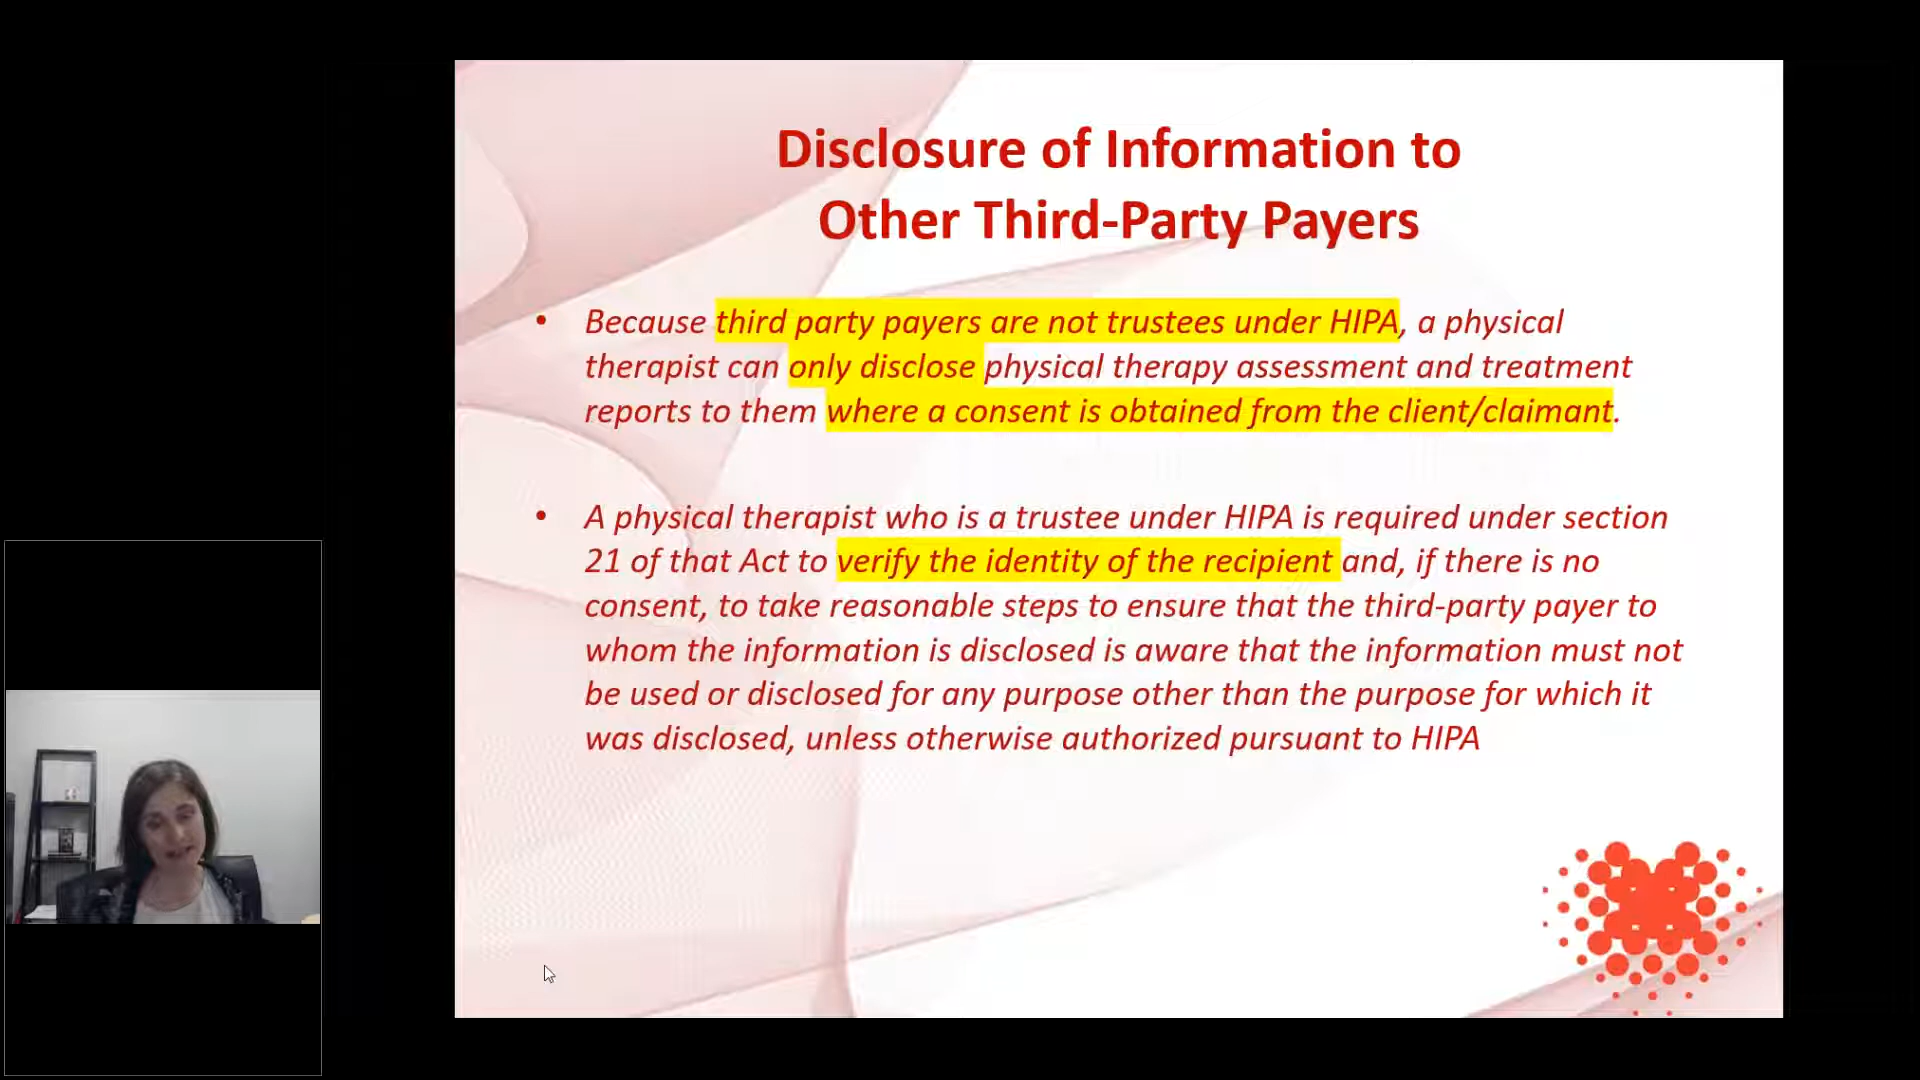 Disclosure of Information to
Other Third-Party Payers
• Because third party payers are not trustees under HIPA, a physical
therapist can only disclose physical therapy assessment and treatment
reports to them where a consent is obtained from the client/claimant.
• A physical therapist who is a trustee under HIPA is required under section
21 of that Act to verify the identity of the recipient and, if there is no
consent, to take reasonable steps to ensure that the third-party payer to
whom the information is disclosed is aware that the information must not
be used or disclosed for any purpose other than the purpose for which it
was disclosed, unless otherwise authorized pursuant to HIPA